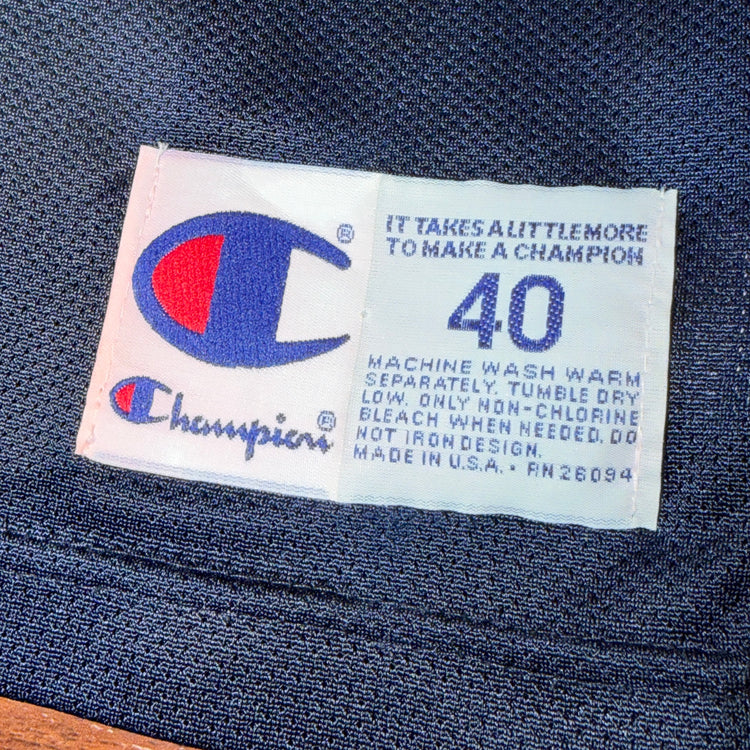 ®
IT TAKES A LITTLE MORE
TO MAKE A CHAMPION
40
Champion®
MACHINE WASH WARM
SEPARATELY. TUMBLE DRY
LOW. ONLY NON-CHLORINE
BLEACH WHEN NEEDED. DO
NOT IRON DESIGN.
MADE IN U.S.A. • RN 26094